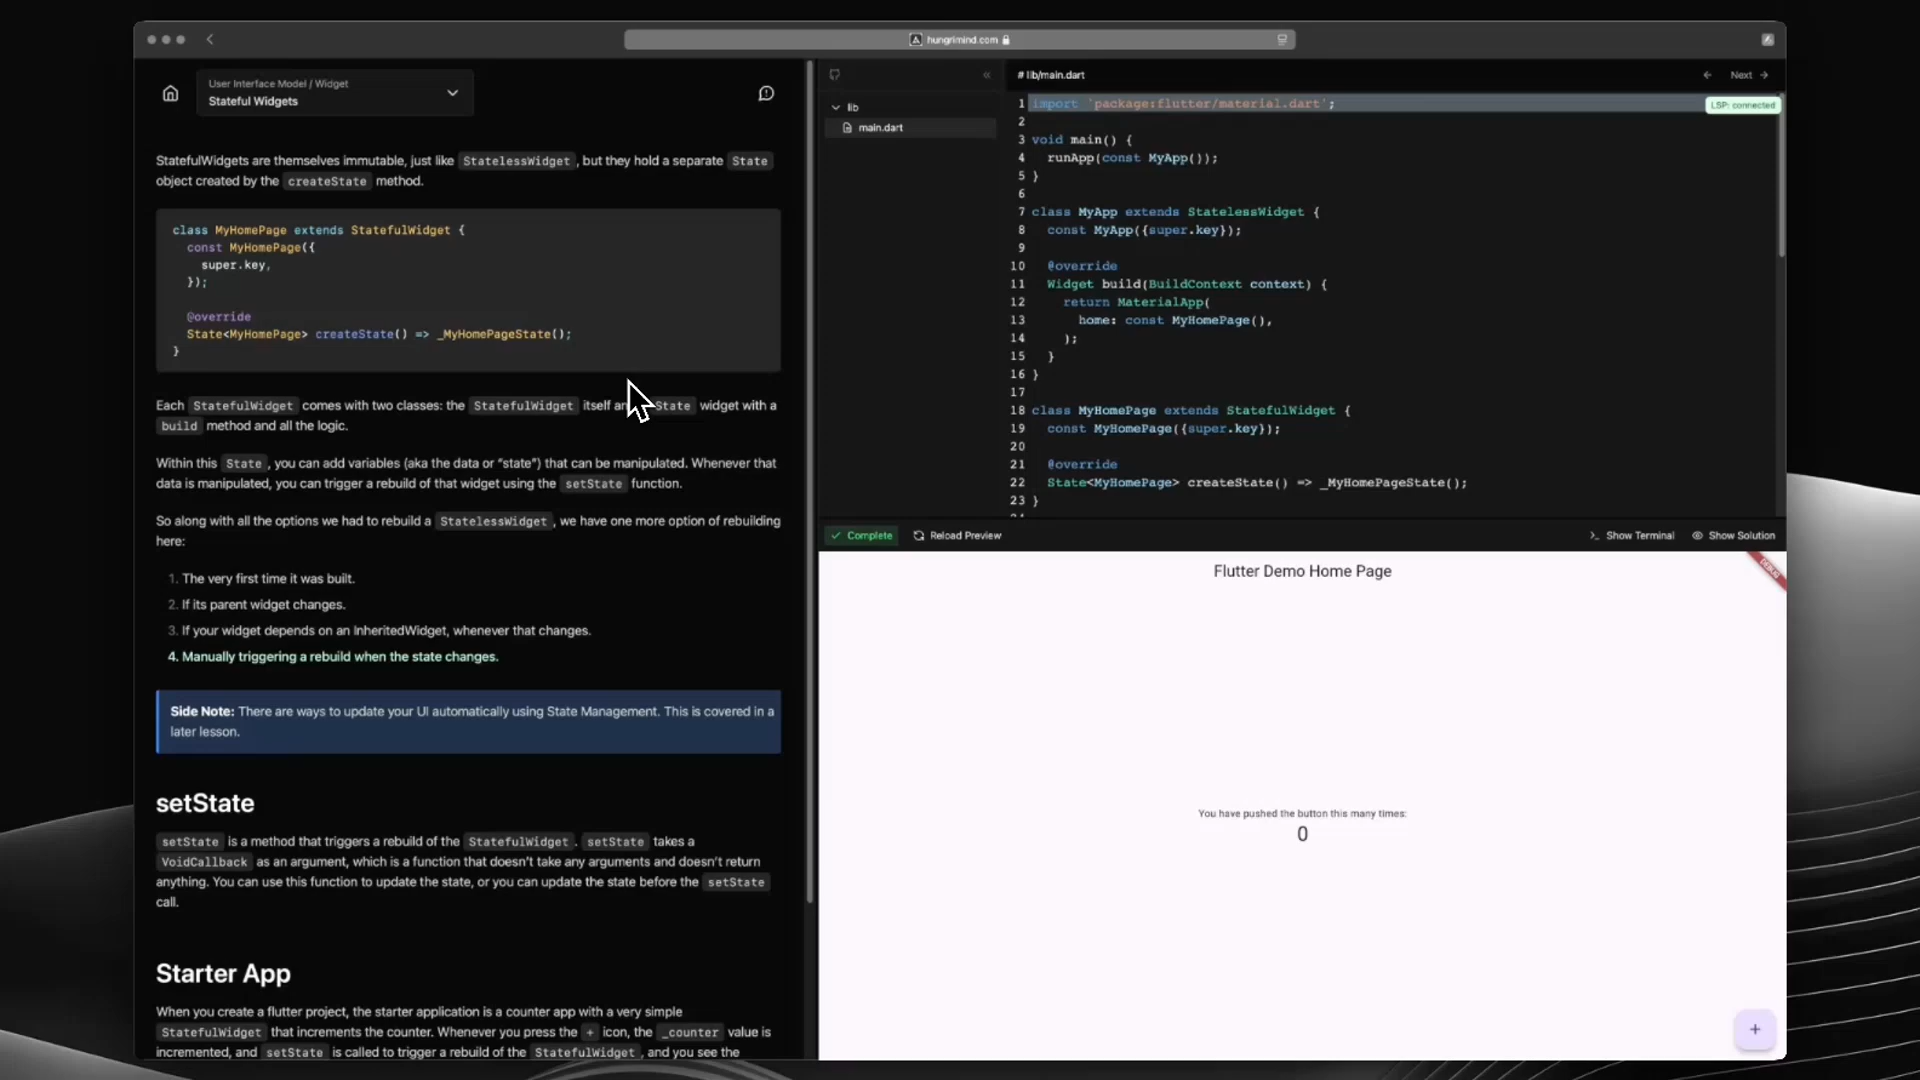 hungrimind.com
User Interface Model / Widget
Stateful Widgets
StatefulWidgets are themselves immutable, just like StatelessWidget, but they hold a separate State
object created by the createState method.
class MyHomePage extends StatefulWidget {
const MyHomePage({
super.key,
});
@override
State<MyHomePage> createState() => _MyHomePageState();
}
Each StatefulWidget comes with two classes: the StatefulWidget itself an State widget with a
build method and all the logic.
Within this State, you can add variables (aka the data or “state”) that can be manipulated. Whenever that
data is manipulated, you can trigger a rebuild of that widget using the setState function.
So along with all the options we had to rebuild a StatelessWidget, we have one more option of rebuilding
here:
1. The very first time it was built.
2. If its parent widget changes.
3. If your widget depends on an InheritedWidget, whenever that changes.
4. Manually triggering a rebuild when the state changes.
Side Note: There are ways to update your UI automatically using State Management. This is covered in a
later lesson.
setState
setState is a method that triggers a rebuild of the StatefulWidget. setState takes a
VoidCallback as an argument, which is a function that doesn’t take any arguments and doesn’t return
anything. You can use this function to update the state, or you can update the state before the setState
call.
Starter App
When you create a flutter project, the starter application is a counter app with a very simple
StatefulWidget that increments the counter. Whenever you press the + icon, the _counter value is
incremented, and setState is called to trigger a rebuild of the StatefulWidget, and you see the
lib
main.dart
# lib/main.dart
Next
LSP: connected
1 import 'package:flutter/material.dart';
2
3 void main() {
4 runApp(const MyApp());
5 }
6
7 class MyApp extends StatelessWidget {
8 const MyApp({super.key});
9
10 @override
11 Widget build(BuildContext context) {
12 return MaterialApp(
13 home: const MyHomePage(),
14 );
15 }
16 }
17
18 class MyHomePage extends StatefulWidget {
19 const MyHomePage({super.key});
20
21 @override
22 State<MyHomePage> createState() => _MyHomePageState();
23 }
Complete
Reload Preview
Show Terminal
Show Solution
Flutter Demo Home Page
DEBUG
You have pushed the button this many times:
0
+